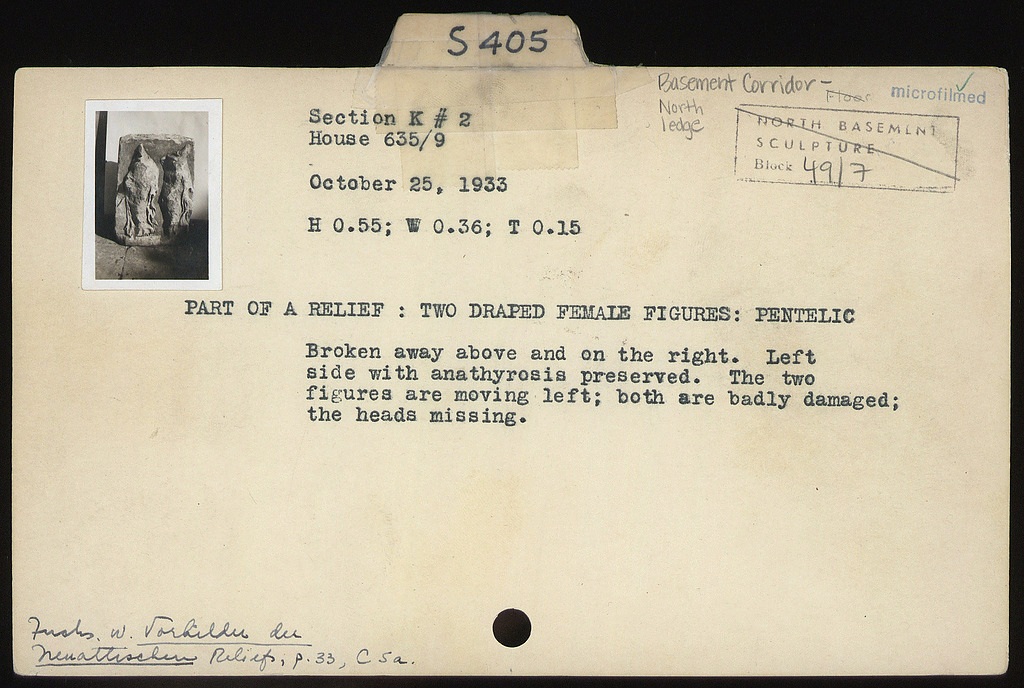 S 405
Basement Corridor - Floor
North
ledge
microfilmed
NORTH BASEMENT
SCULPTURE
Block 49/7
Section K # 2
House 635/9
October 25, 1933
H 0.55; W 0.36; T 0.15
PART OF A RELIEF : TWO DRAPED FEMALE FIGURES: PENTELIC
Broken away above and on the right. Left
side with anathyrosis preserved. The two
figures are moving left; both are badly damaged;
the heads missing.
Fuchs. W. Vorbilder der
Neuattischen Reliefs, p. 33, C 5a.